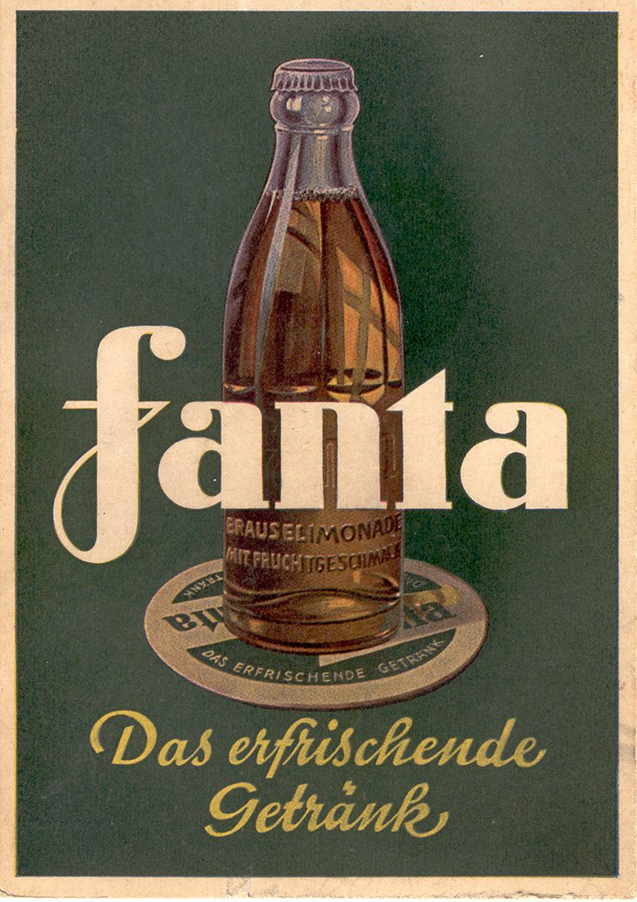 fanta
BRAUSELIMONADE
MIT FRUCHTGESCHMACK
DAS ERFRISCHENDE GETRÄNK
Das erfrischende
Getränk